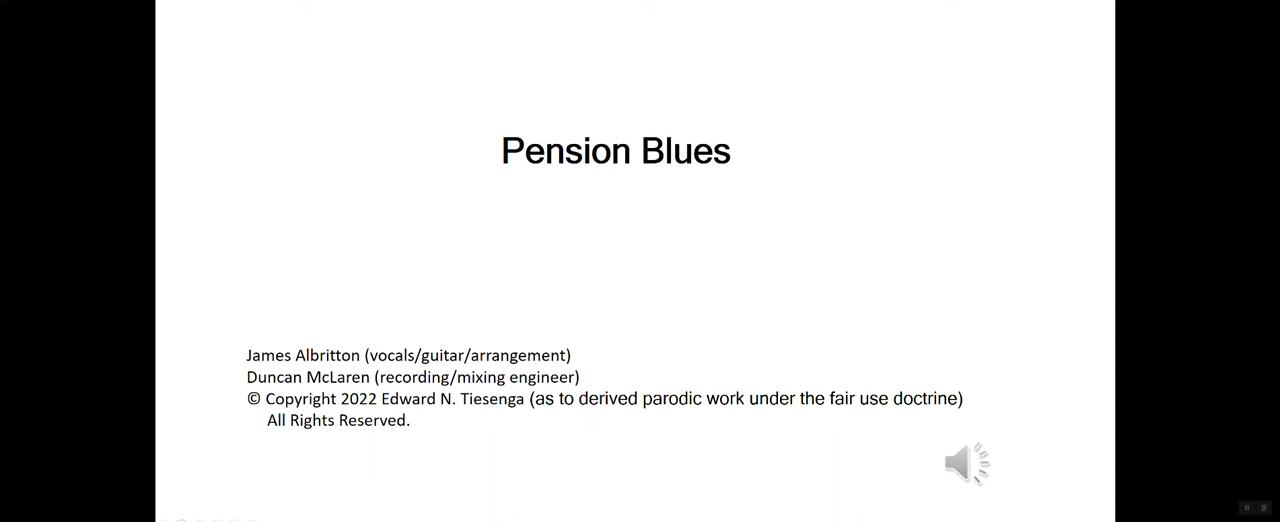 Pension Blues
James Albritton (vocals/guitar/arrangement)
Duncan McLaren (recording/mixing engineer)
© Copyright 2022 Edward N. Tiesenga (as to derived parodic work under the fair use doctrine)
All Rights Reserved.